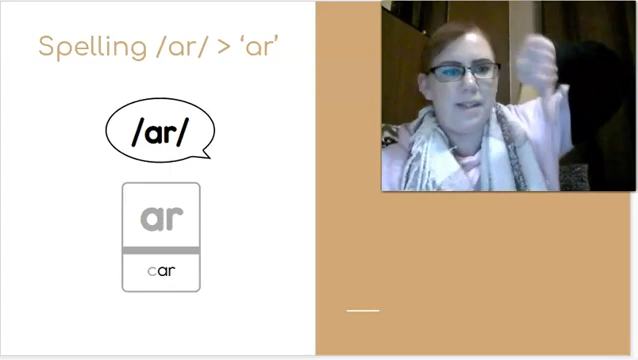 Spelling /ar/ > ‘ar’
/ar/
ar
car